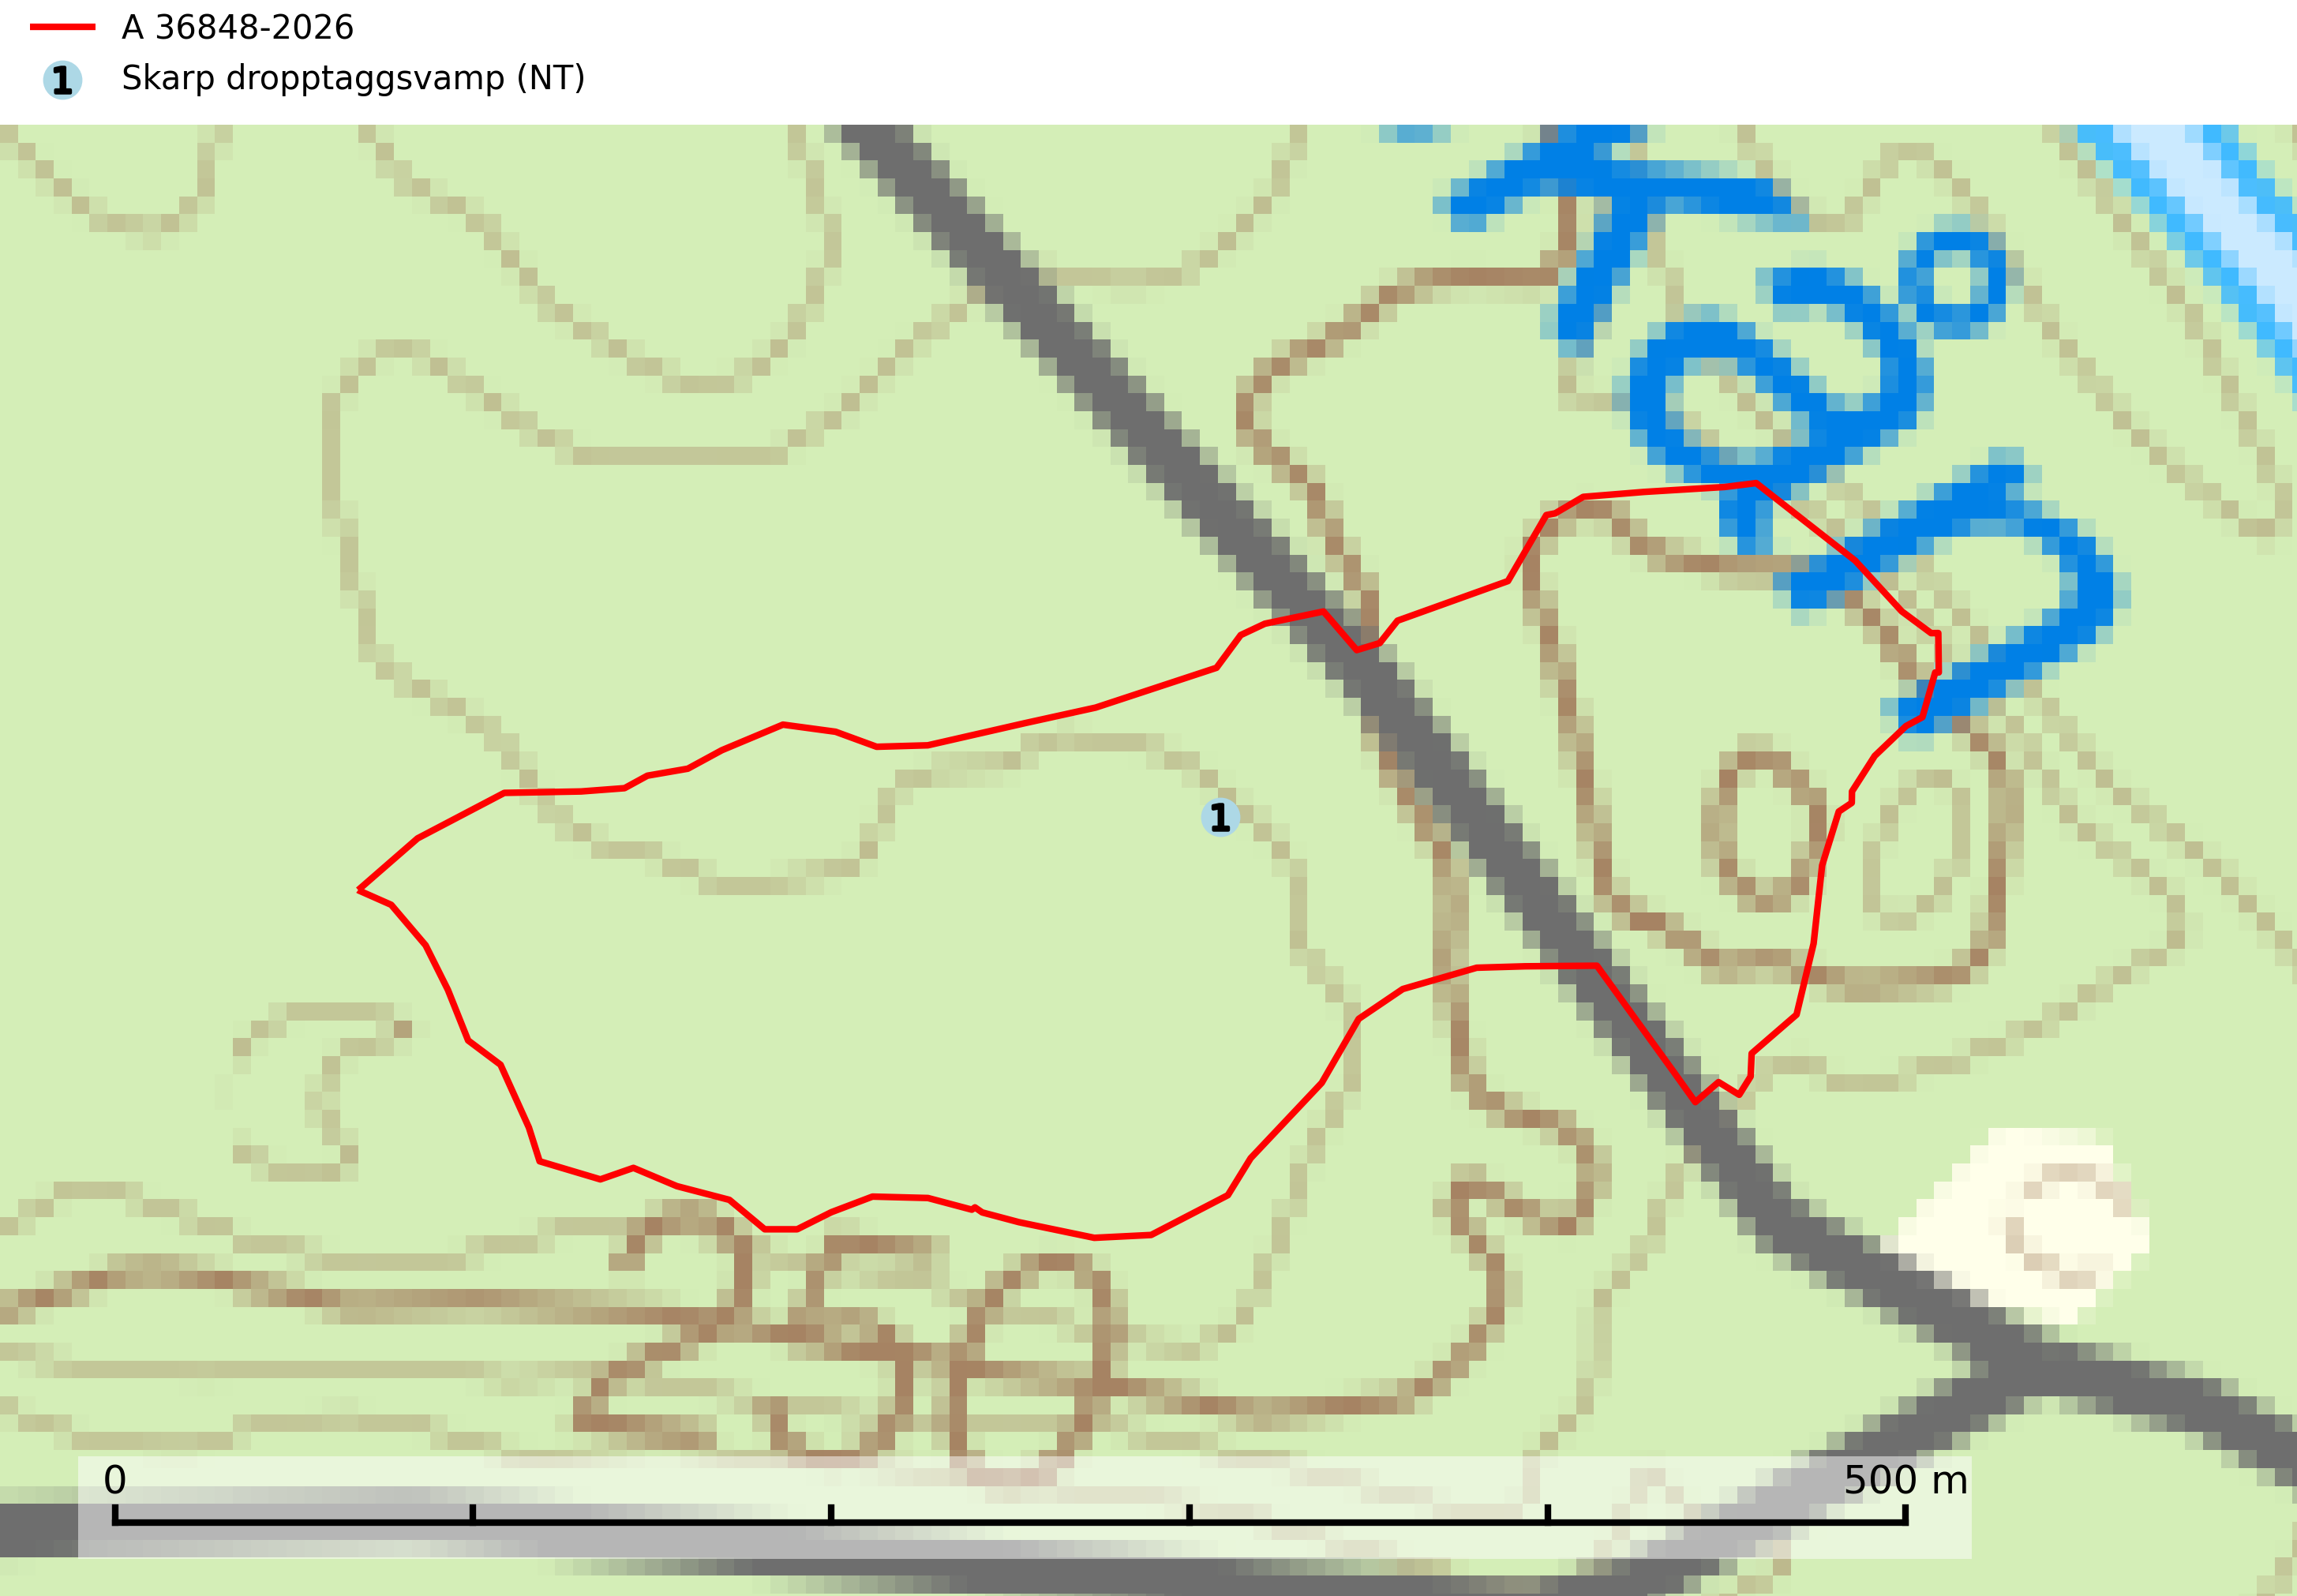 A 36848-2026
1 Skarp dropptaggsvamp (NT)
1
0 500 m